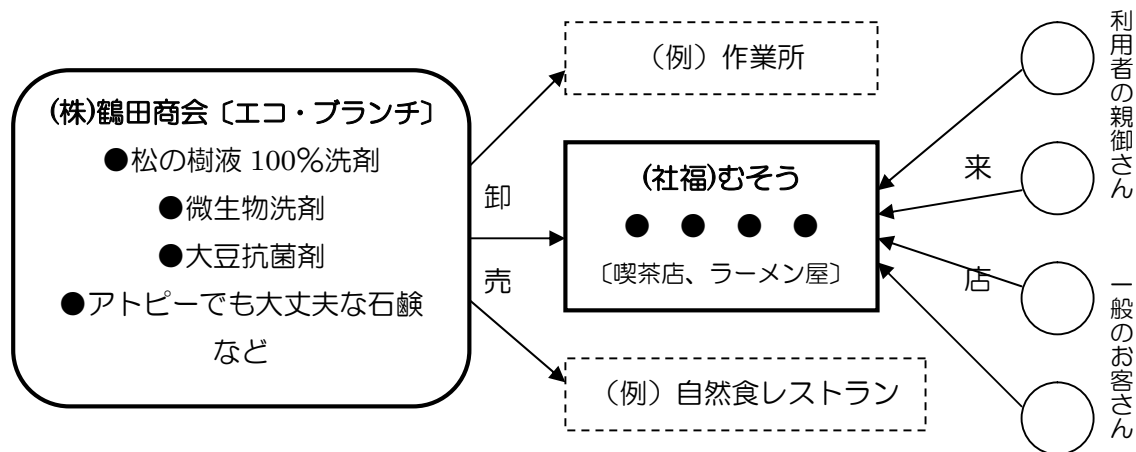 (株)鶴田商会〔エコ・ブランチ〕
●松の樹液 100%洗剤
●微生物洗剤
●大豆抗菌剤
●アトピーでも大丈夫な石鹸
など
卸
売
（例）作業所
(社福)むそう
● ● ● ●
〔喫茶店、ラーメン屋〕
（例）自然食レストラン
来
店
利用者の親御さん
一般のお客さん